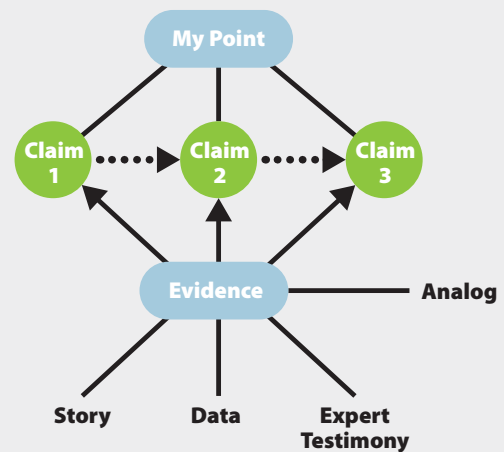 My Point
Claim
1
Claim
2
Claim
3
Evidence
Analog
Story
Data
Expert
Testimony